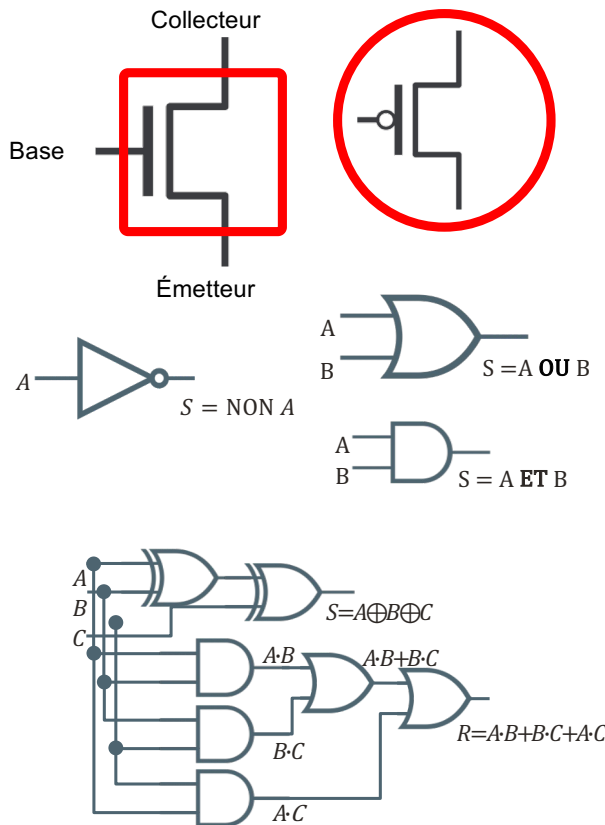 Collecteur
Base
Émetteur
A
S = NON A
A
B
S =A OU B
A
B
S = A ET B
A
B
C
S=A⊕B⊕C
A·B
A·B+B·C
B·C
R=A·B+B·C+A·C
A·C